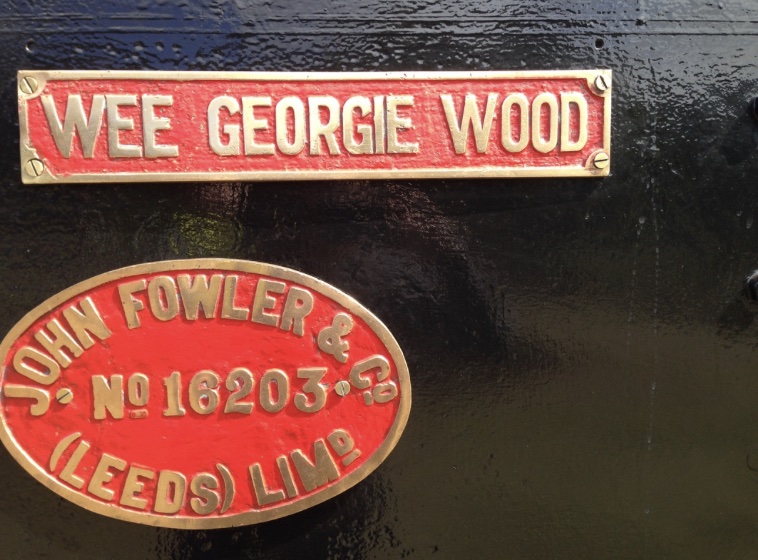 WEE GEORGIE WOOD
JOHN FOWLER & Co
No 16203.
(LEEDS) LIMD